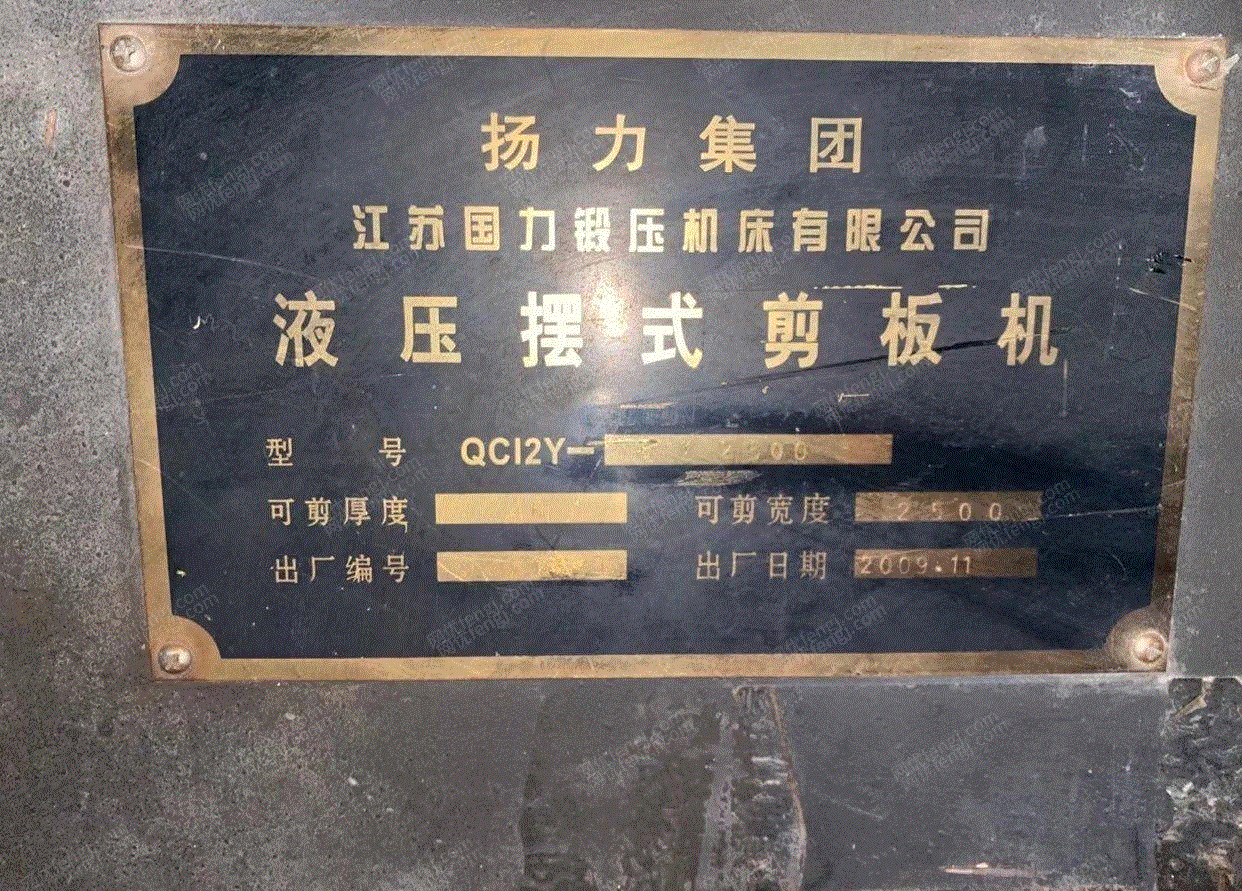 扬力集团
江苏国力锻压机床有限公司
液压摆式剪板机
型号 QC12Y- 2500
可剪厚度 可剪宽度 2500
出厂编号 出厂日期 2009.11